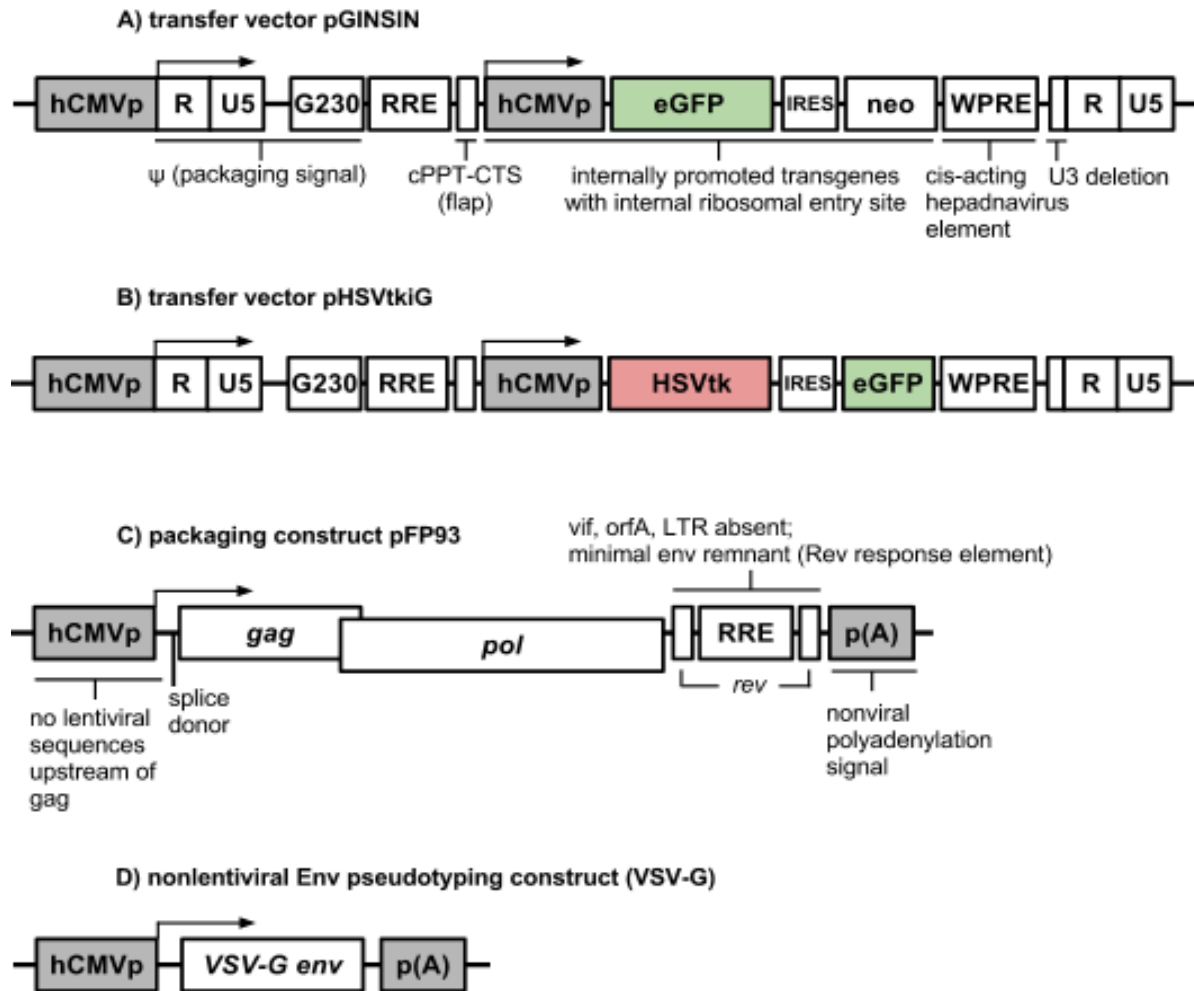 A) transfer vector pGINSIN
hCMVp R U5 G230 RRE hCMVp eGFP IRES neo WPRE R U5
ψ (packaging signal)
cPPT-CTS
(flap)
internally promoted transgenes
with internal ribosomal entry site
cis-acting
hepadnavirus
element
U3 deletion
B) transfer vector pHSVtkiG
hCMVp R U5 G230 RRE hCMVp HSVtk IRES eGFP WPRE R U5
C) packaging construct pFP93
vif, orfA, LTR absent;
minimal env remnant (Rev response element)
hCMVp gag pol RRE p(A)
rev
no lentiviral
sequences
upstream of
gag
splice
donor
nonviral
polyadenylation
signal
D) nonlentiviral Env pseudotyping construct (VSV-G)
hCMVp VSV-G env p(A)